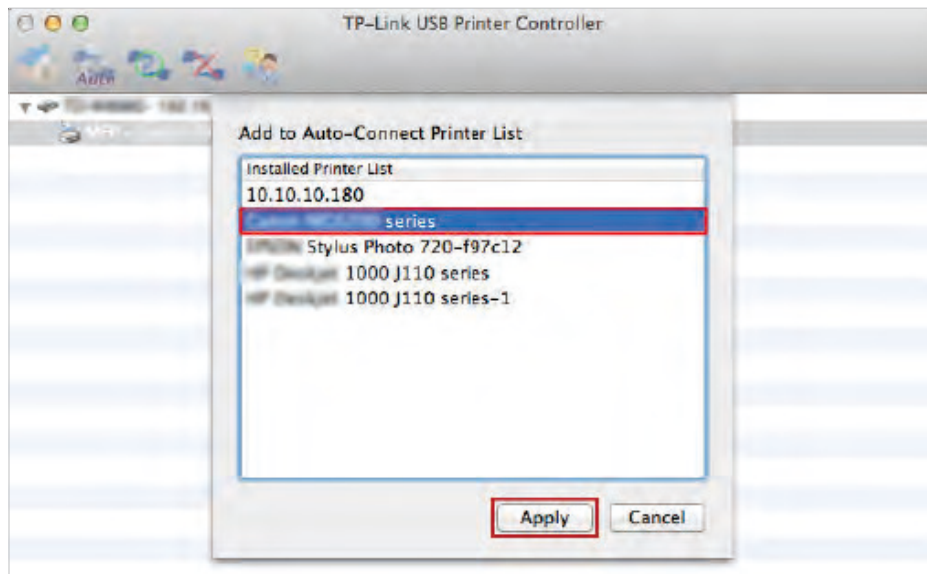 TP-Link USB Printer Controller
Auto
Add to Auto-Connect Printer List
Installed Printer List
10.10.10.180
series
Stylus Photo 720-f97c12
1000 J110 series
1000 J110 series-1
Apply
Cancel